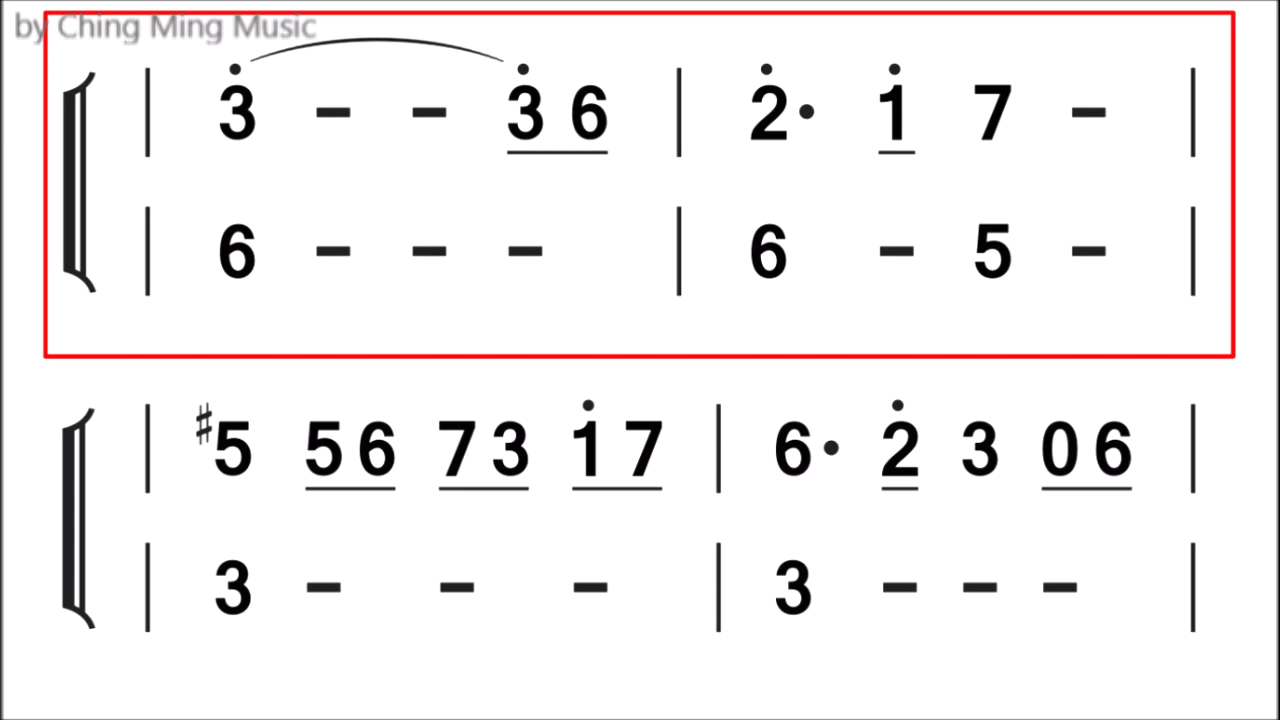 by Ching Ming Music
| 3̇ – – 3̇ 6 | 2̇· 1̇ 7 – |
| 6 – – – | 6 – 5 – |
| ♯5 5 6 7 3 1̇ 7 | 6· 2̇ 3 0 6 |
| 3 – – – | 3 – – – |